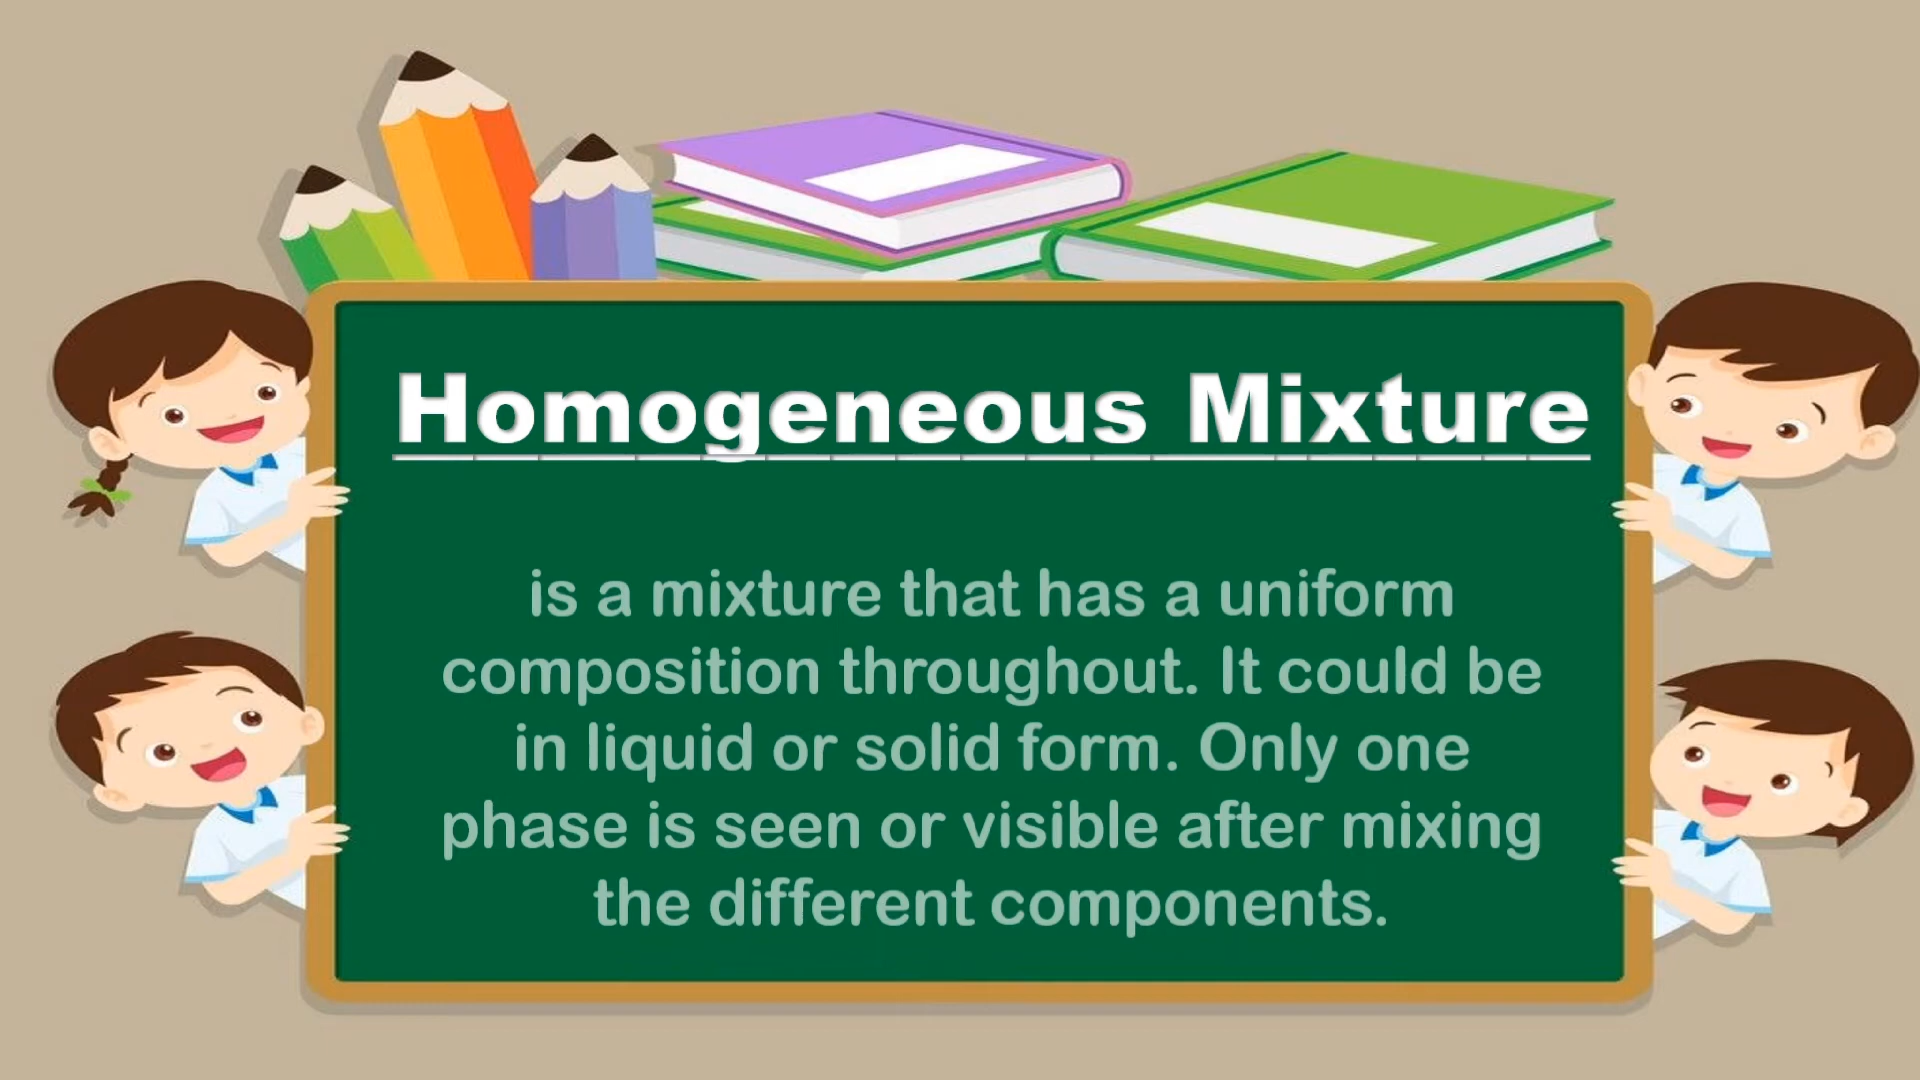 Homogeneous Mixture
is a mixture that has a uniform
composition throughout. It could be
in liquid or solid form. Only one
phase is seen or visible after mixing
the different components.